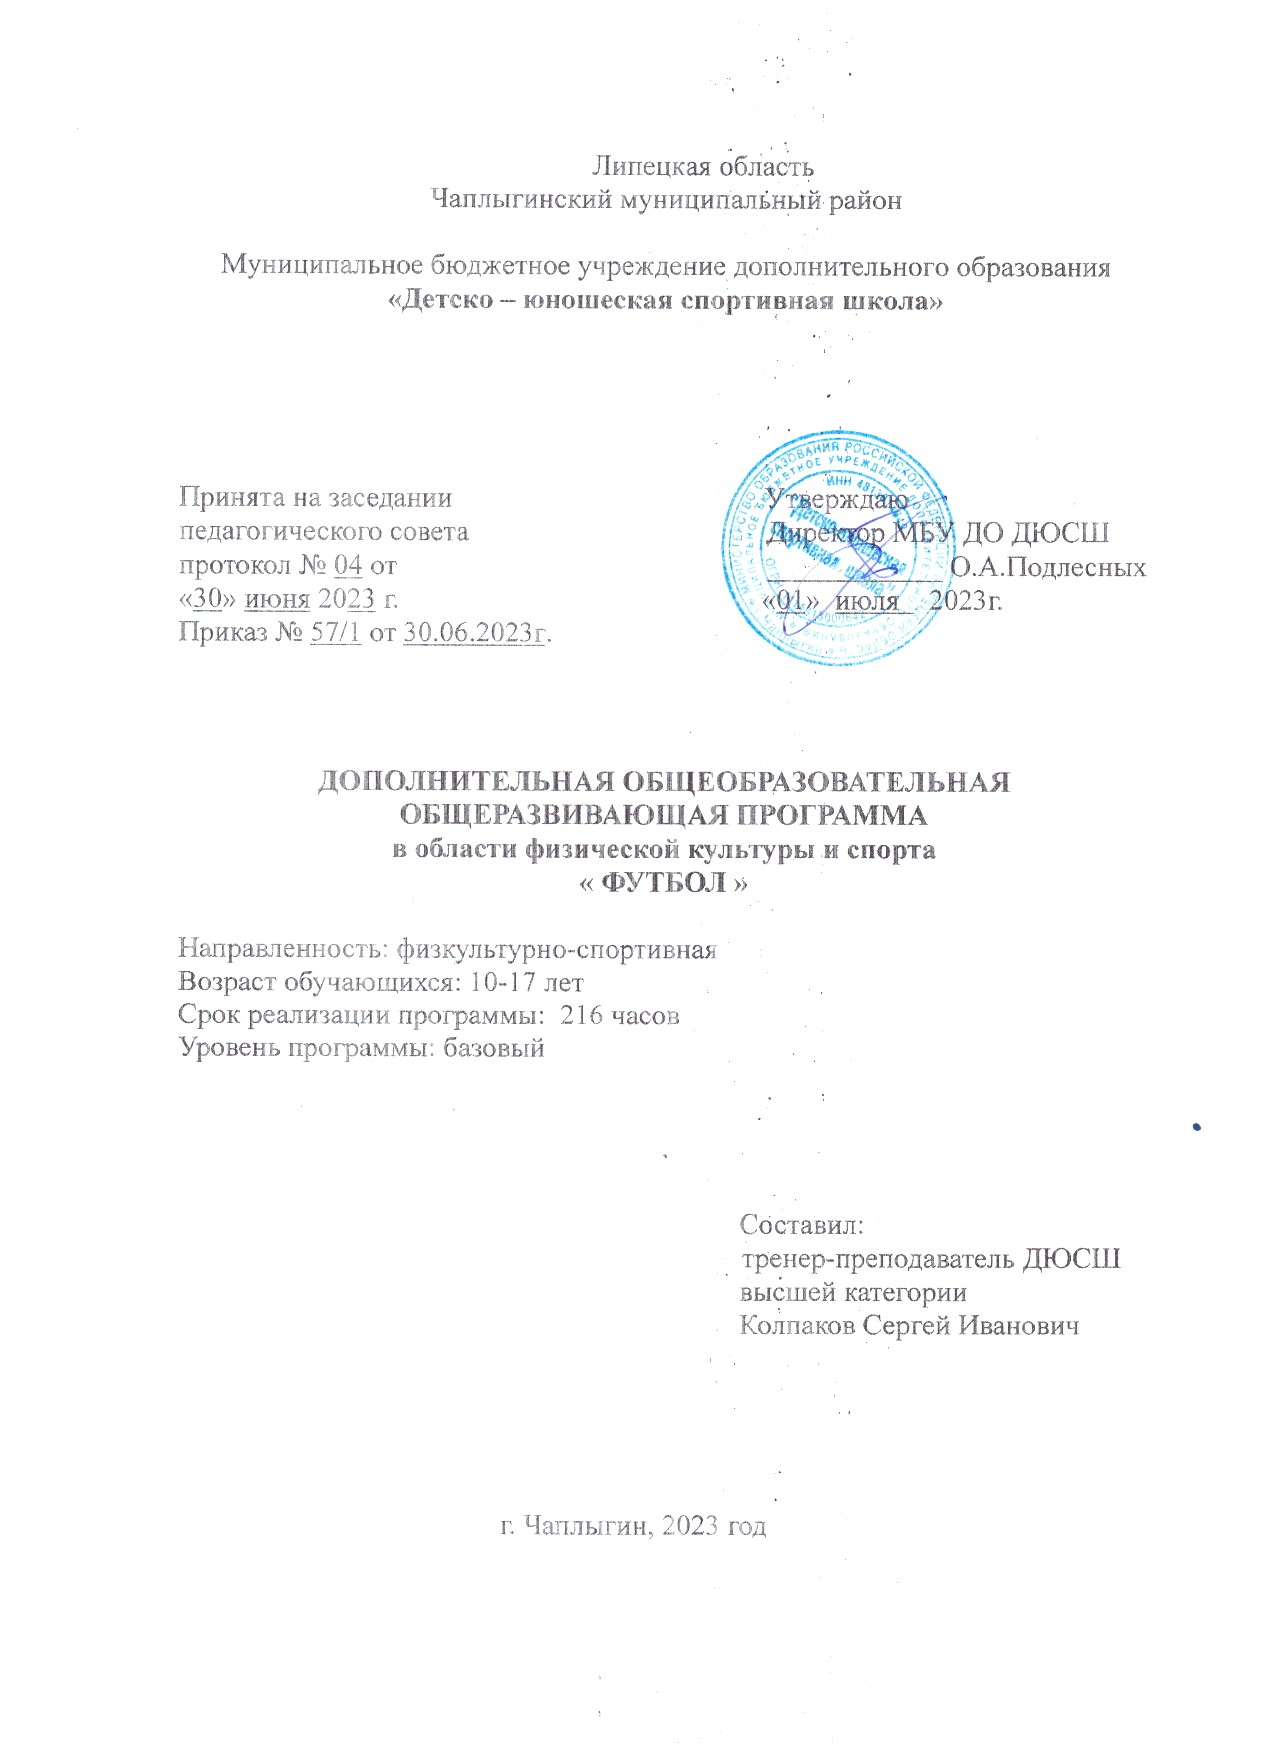 Липецкая область
Чаплыгинский муниципальный район
Муниципальное бюджетное учреждение дополнительного образования
«Детско – юношеская спортивная школа»
Принята на заседании
педагогического совета
протокол № 04 от
«30» июня 2023 г.
Приказ № 57/1 от 30.06.2023г.
Утверждаю
Директор МБУ ДО ДЮСШ
____________ О.А.Подлесных
«01» июля 2023г.
ДОПОЛНИТЕЛЬНАЯ ОБЩЕОБРАЗОВАТЕЛЬНАЯ
ОБЩЕРАЗВИВАЮЩАЯ ПРОГРАММА
в области физической культуры и спорта
« ФУТБОЛ »
Направленность: физкультурно-спортивная
Возраст обучающихся: 10-17 лет
Срок реализации программы: 216 часов
Уровень программы: базовый
Составил:
тренер-преподаватель ДЮСШ
высшей категории
Колпаков Сергей Иванович
г. Чаплыгин, 2023 год